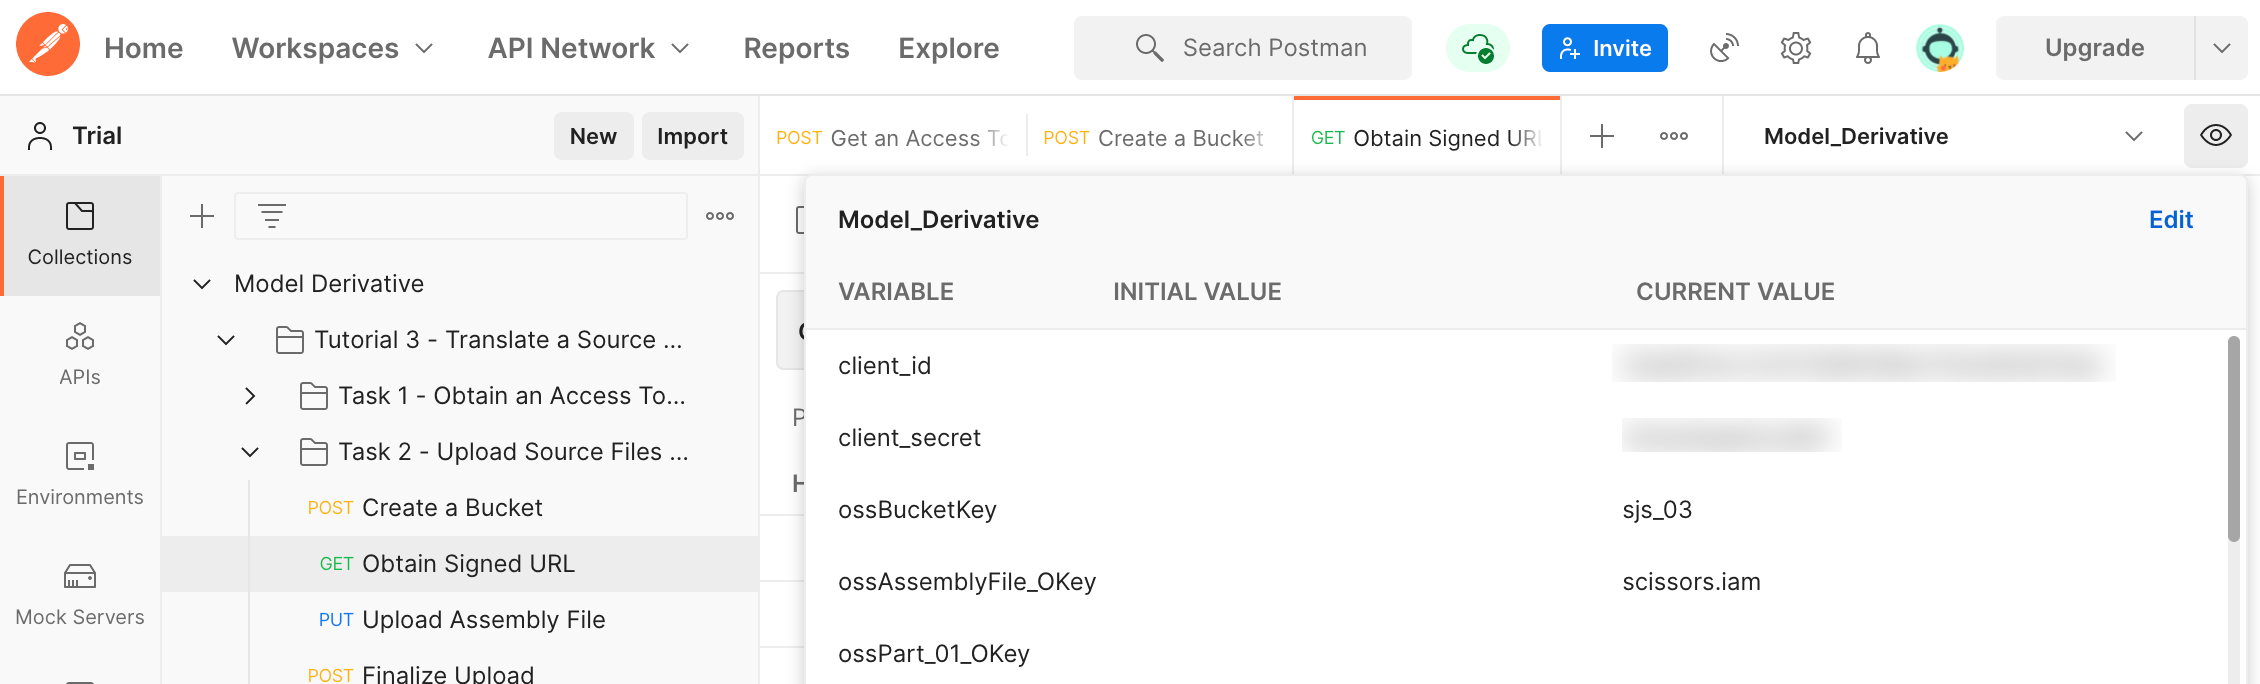 Home Workspaces API Network Reports Explore Search Postman Invite Upgrade
Trial New Import
POST Get an Access To POST Create a Bucket GET Obtain Signed URL Model_Derivative
Collections
APIs
Environments
Mock Servers
Model Derivative
Tutorial 3 - Translate a Source ...
Task 1 - Obtain an Access To...
Task 2 - Upload Source Files ...
POST Create a Bucket
GET Obtain Signed URL
PUT Upload Assembly File
POST Finalize Upload
Model_Derivative Edit
VARIABLE INITIAL VALUE CURRENT VALUE
client_id
client_secret
ossBucketKey sjs_03
ossAssemblyFile_OKey scissors.iam
ossPart_01_OKey